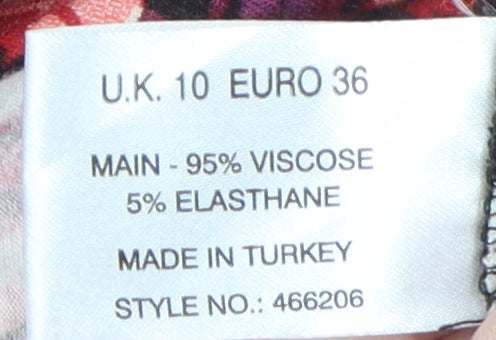 U.K. 10 EURO 36
MAIN - 95% VISCOSE
5% ELASTHANE
MADE IN TURKEY
STYLE NO.: 466206